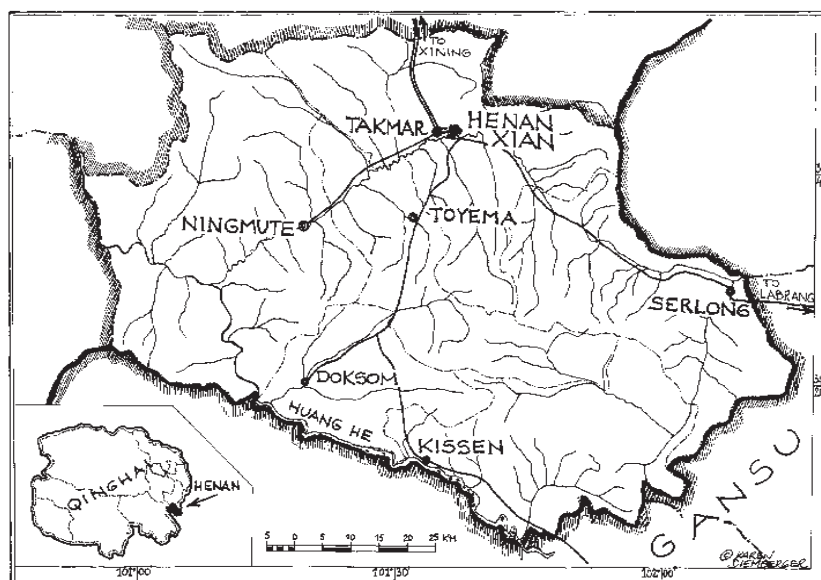 TO
XINING
TAKMAR
HENAN
XIAN
NINGMUTE
TOYEMA
TO
LABRANG
SERLONG
DOKSOM
HUANG HE
KISSEN
GANSU
QINGHAI
HENAN
5 0 5 10 15 20 25 KM
© KAREN
DIEMBERGER
101°00
101°30
102°00